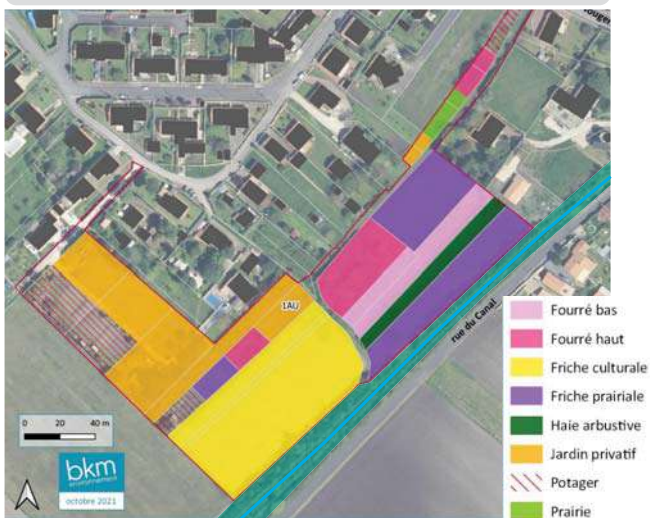 1AU
rue du Canal
Fourré bas
Fourré haut
Friche culturale
Friche prairiale
Haie arbustive
Jardin privatif
Potager
Prairie
0 20 40 m
bkm
environnement
octobre 2021